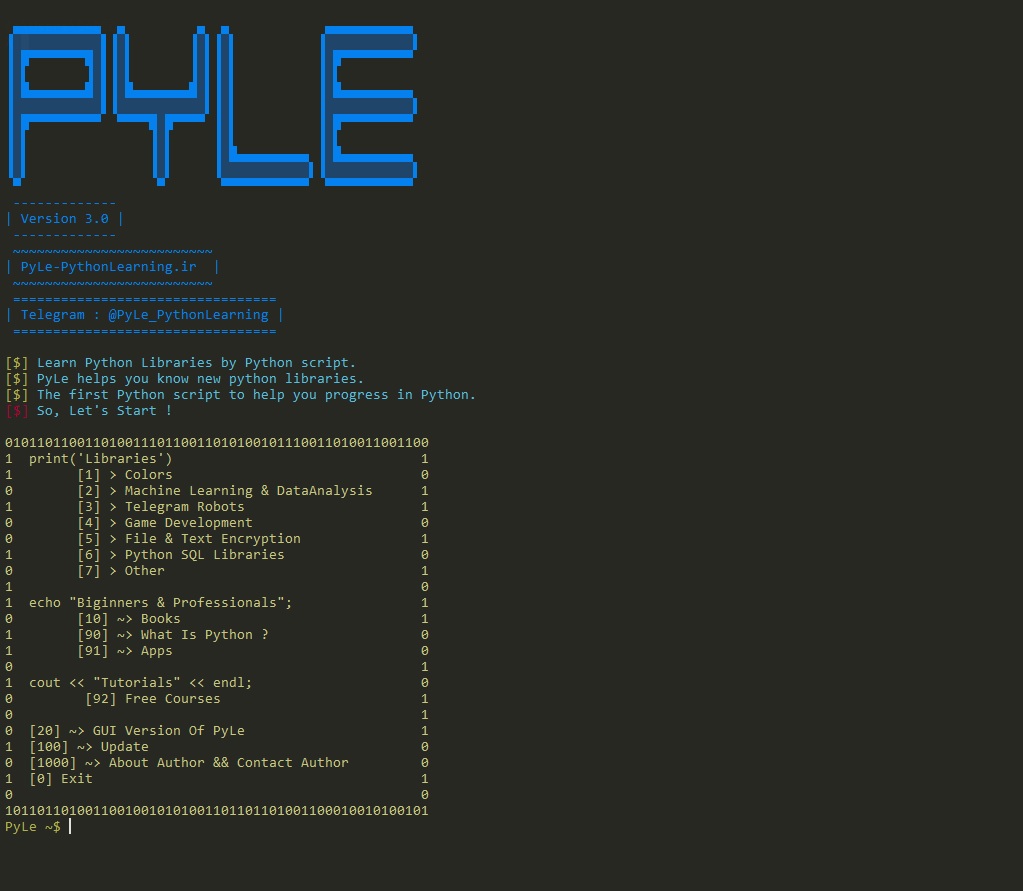 PYLE
-------------
| Version 3.0 |
-------------
~~~~~~~~~~~~~~~~~~~~~~~~~
| PyLe-PythonLearning.ir  |
~~~~~~~~~~~~~~~~~~~~~~~~~
=================================
| Telegram : @PyLe_PythonLearning |
=================================
[$] Learn Python Libraries by Python script.
[$] PyLe helps you know new python libraries.
[$] The first Python script to help you progress in Python.
[$] So, Let's Start !
01011011001101001110110011010100101110011010011001100
1  print('Libraries')                               1
1        [1] > Colors                               0
0        [2] > Machine Learning & DataAnalysis      1
1        [3] > Telegram Robots                      1
0        [4] > Game Development                     0
0        [5] > File & Text Encryption               1
1        [6] > Python SQL Libraries                 0
0        [7] > Other                                1
1                                                   0
1  echo "Biginners & Professionals";                1
0        [10] ~> Books                              1
1        [90] ~> What Is Python ?                   0
1        [91] ~> Apps                               0
0                                                   1
1  cout << "Tutorials" << endl;                     0
0         [92] Free Courses                         1
0                                                   1
0  [20] ~> GUI Version Of PyLe                      1
1  [100] ~> Update                                  0
0  [1000] ~> About Author && Contact Author         0
1  [0] Exit                                         1
0                                                   0
10110110100110010010101001101101101001100010010100101
PyLe ~$